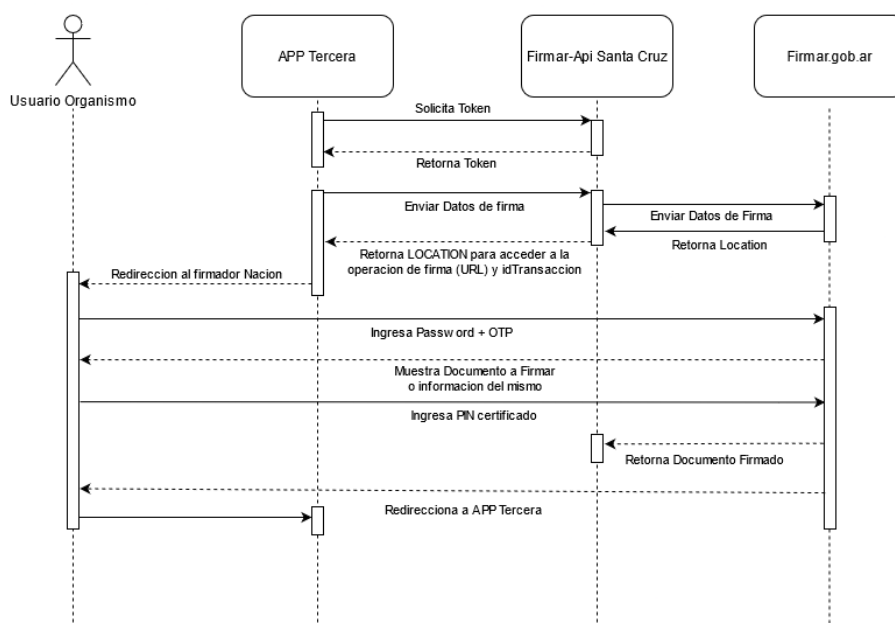 APP Tercera
Firmar-Api Santa Cruz
Firmar.gob.ar
Usuario Organismo
Solicita Token
Retorna Token
Enviar Datos de firma
Enviar Datos de Firma
Retorna Location
Retorna LOCATION para acceder a la
operacion de firma (URL) y idTransaccion
Redireccion al firmador Nacion
Ingresa Password + OTP
Muestra Documento a Firmar
o informacion del mismo
Ingresa PIN certificado
Retorna Documento Firmado
Redirecciona a APP Tercera